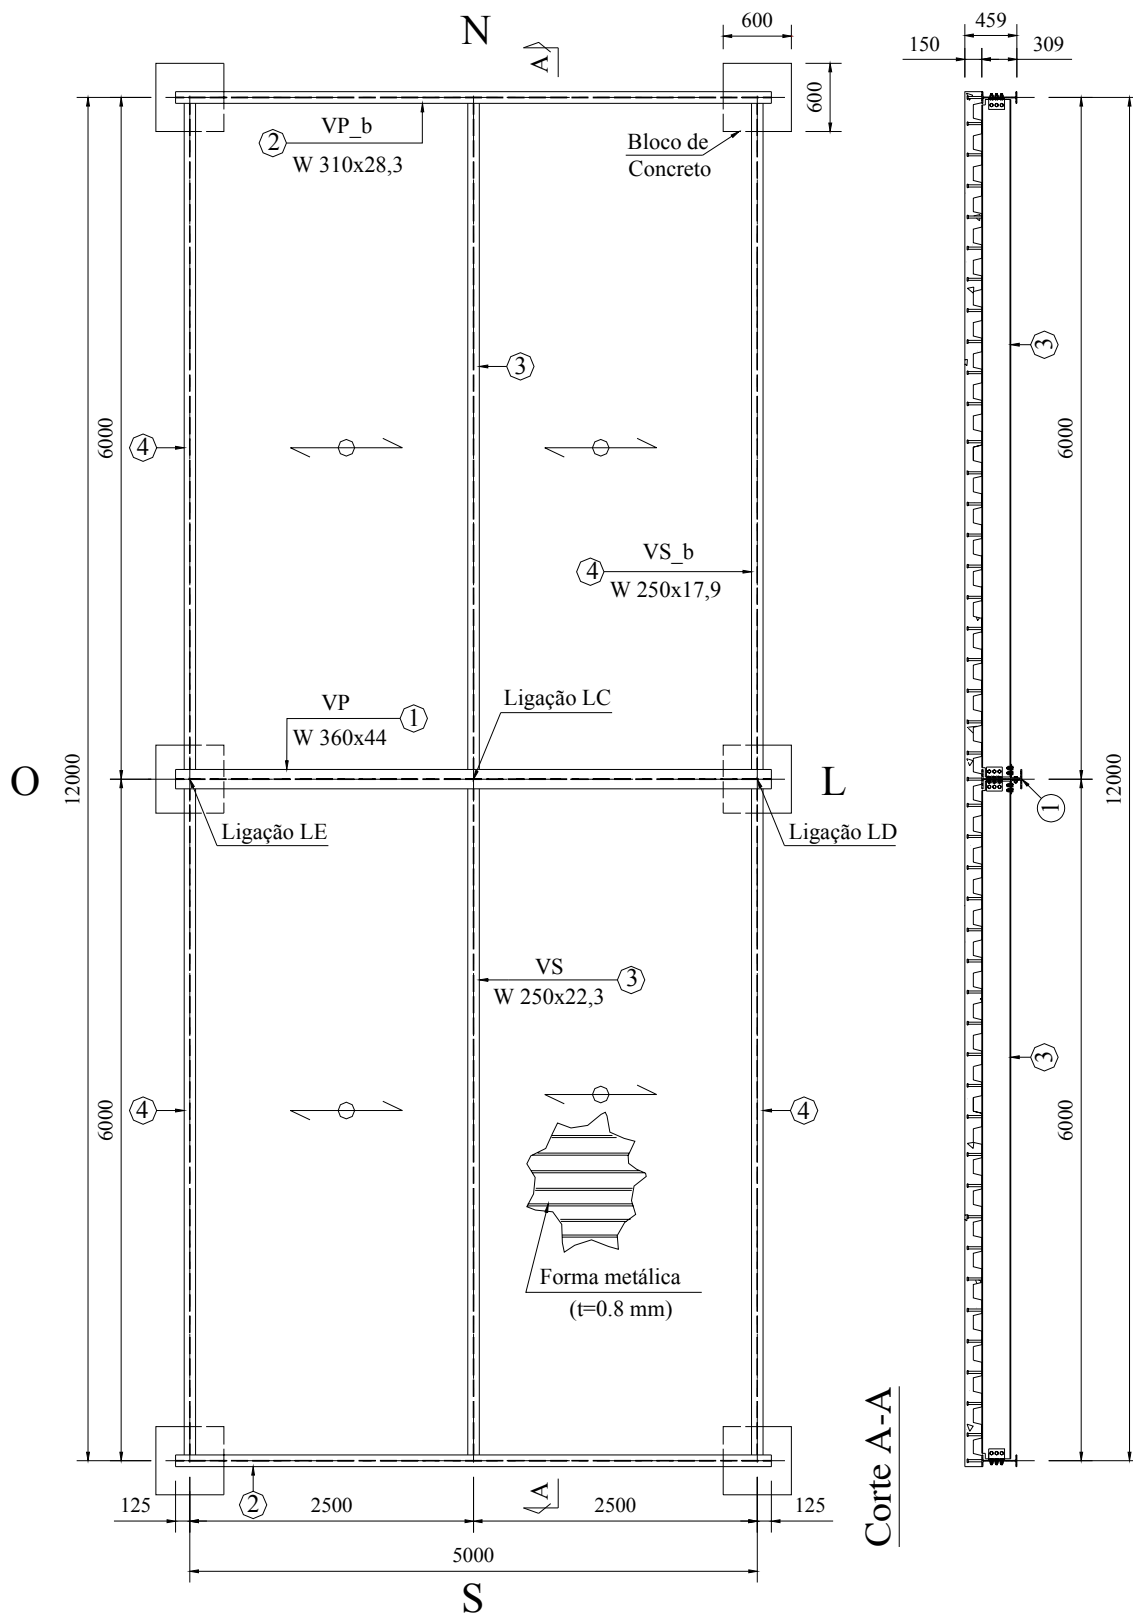 N
A
600
459
150
309
600
VP_b
2
W 310x28,3
Bloco de
Concreto
3
3
6000
6000
4
VS_b
4
W 250x17,9
Ligação LC
VP
1
W 360x44
O
12000
L
12000
1
Ligação LE
Ligação LD
VS
3
W 250x22,3
3
6000
6000
4
4
Forma metálica
(t=0.8 mm)
Corte A-A
125
2
2500
A
2500
125
5000
S